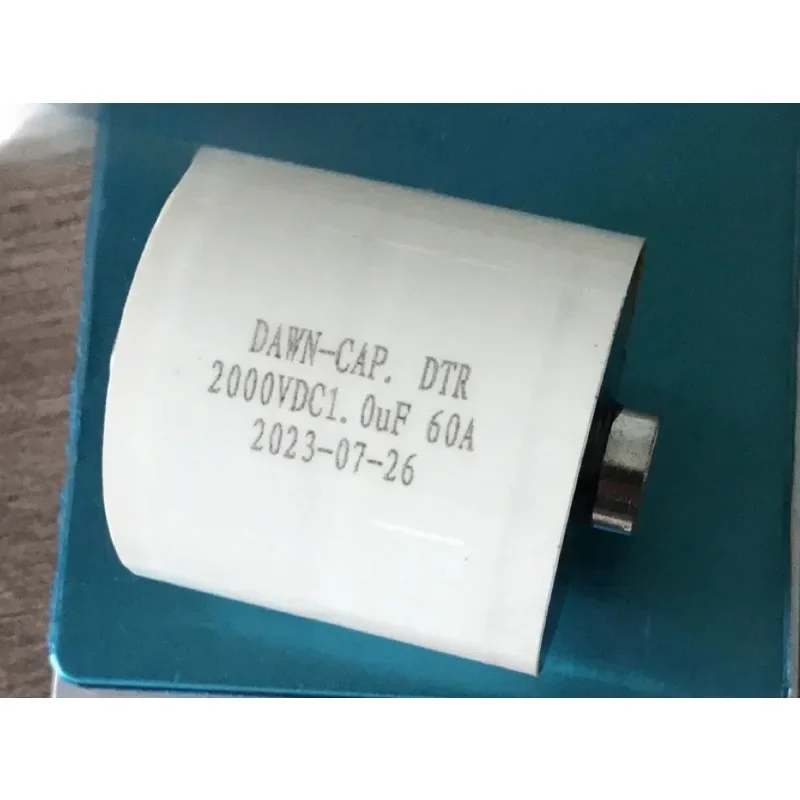 DAWN-CAP. DTR
2000VDC1.0uF 60A
2023-07-26